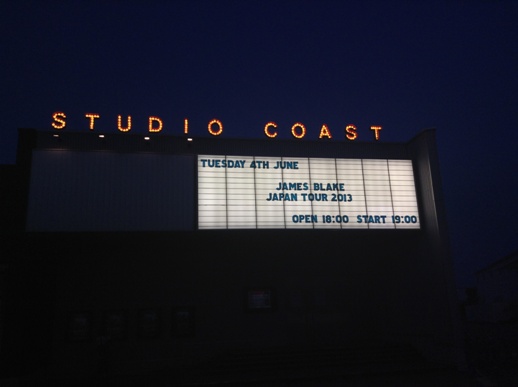 STUDIO COAST
TUESDAY 4TH JUNE
JAMES BLAKE
JAPAN TOUR 2013
OPEN 18:00 START 19:00